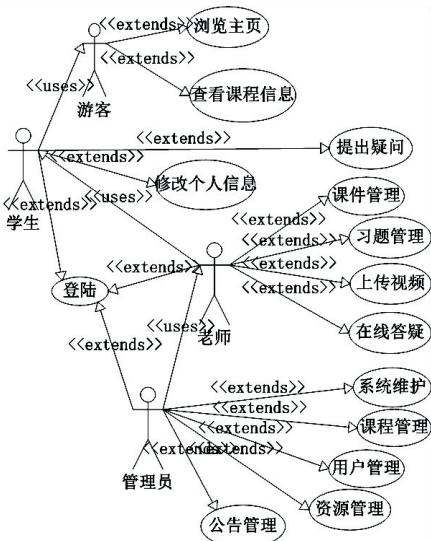 <<extends>>
浏览主页
<<extends>>
<<uses>>
游客
查看课程信息
<<extends>>
提出疑问
<<extends>>
修改个人信息
<<extends>>
学生
<<uses>>
<<extends>>
课件管理
<<extends>>
习题管理
<<extends>>
<<extends>>
上传视频
登陆
<<extends>>
<<uses>>
老师
在线答疑
<<extends>>
<<extends>>
系统维护
<<extends>>
课程管理
<<extends>>
<<extends>>
用户管理
管理员
资源管理
公告管理